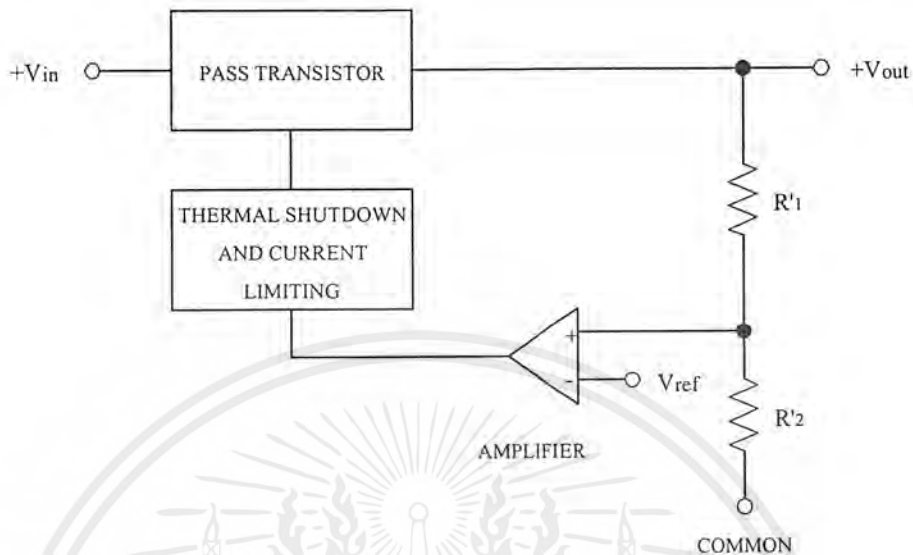 +Vin
PASS TRANSISTOR
+Vout
THERMAL SHUTDOWN
AND CURRENT
LIMITING
R'1
+
-
Vref
R'2
AMPLIFIER
COMMON